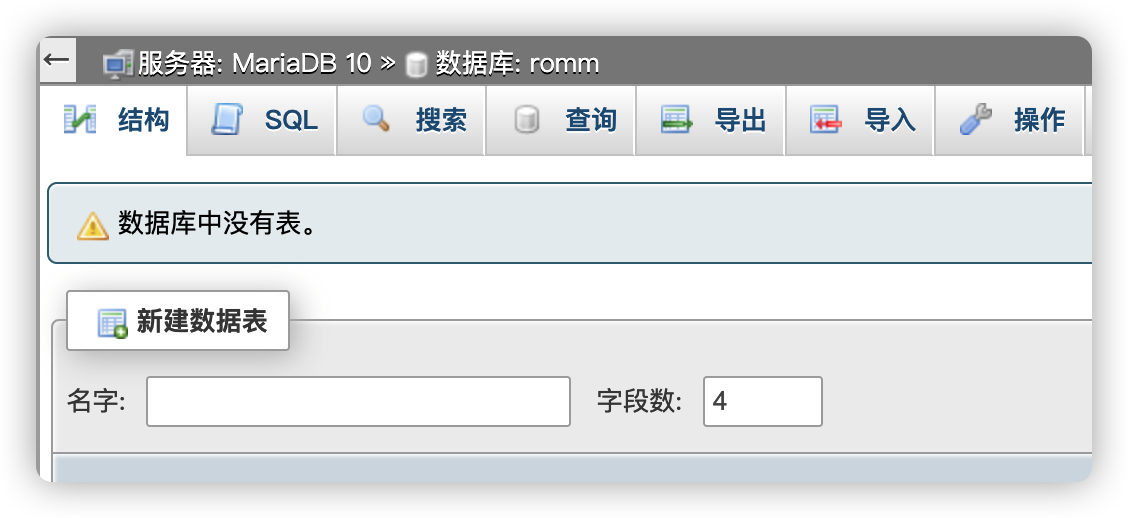 ← 服务器: MariaDB 10 » 数据库: romm
结构 SQL 搜索 查询 导出 导入 操作
数据库中没有表。
新建数据表
名字: 字段数: 4